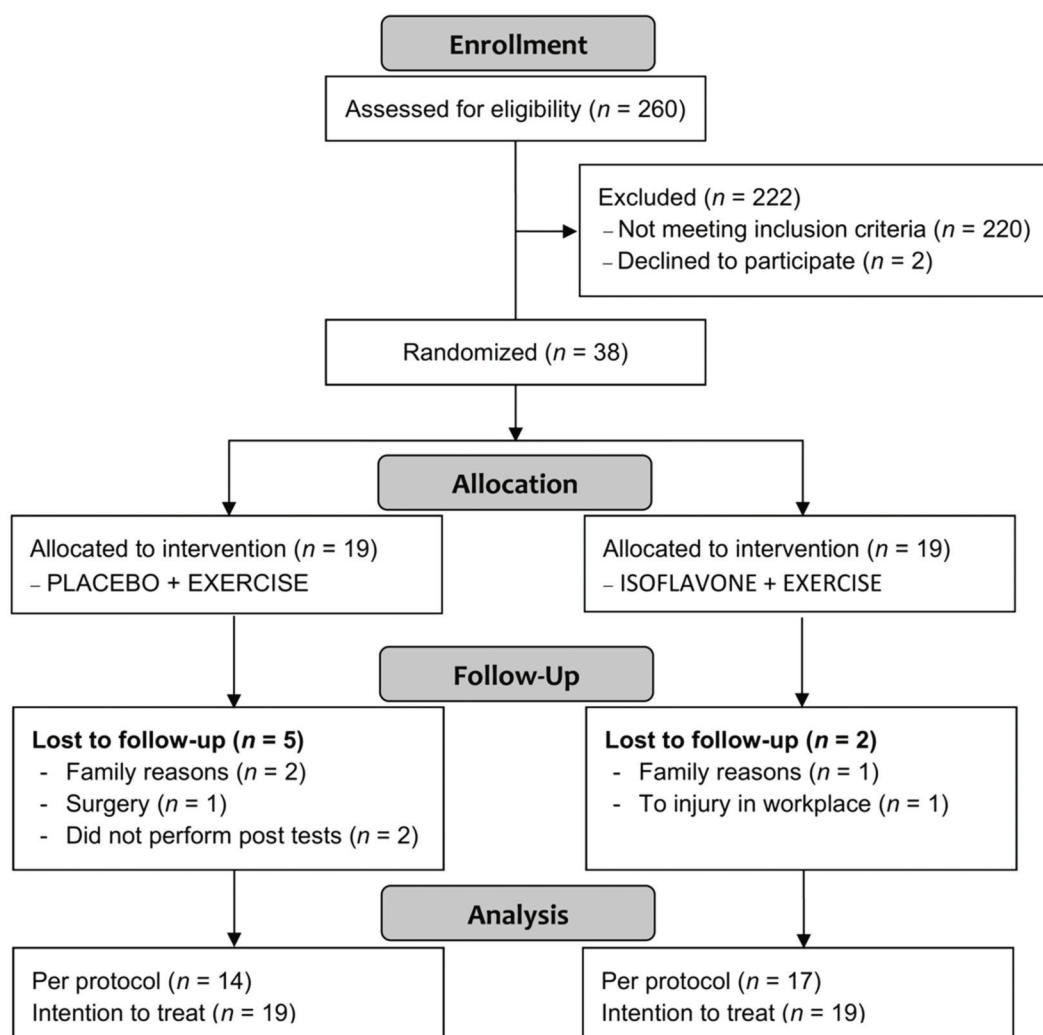 Enrollment
Assessed for eligibility (n = 260)
Excluded (n = 222)
– Not meeting inclusion criteria (n = 220)
– Declined to participate (n = 2)
Randomized (n = 38)
Allocation
Allocated to intervention (n = 19)
– PLACEBO + EXERCISE
Allocated to intervention (n = 19)
– ISOFLAVONE + EXERCISE
Follow-Up
Lost to follow-up (n = 5)
- Family reasons (n = 2)
- Surgery (n = 1)
- Did not perform post tests (n = 2)
Lost to follow-up (n = 2)
- Family reasons (n = 1)
- To injury in workplace (n = 1)
Analysis
Per protocol (n = 14)
Intention to treat (n = 19)
Per protocol (n = 17)
Intention to treat (n = 19)